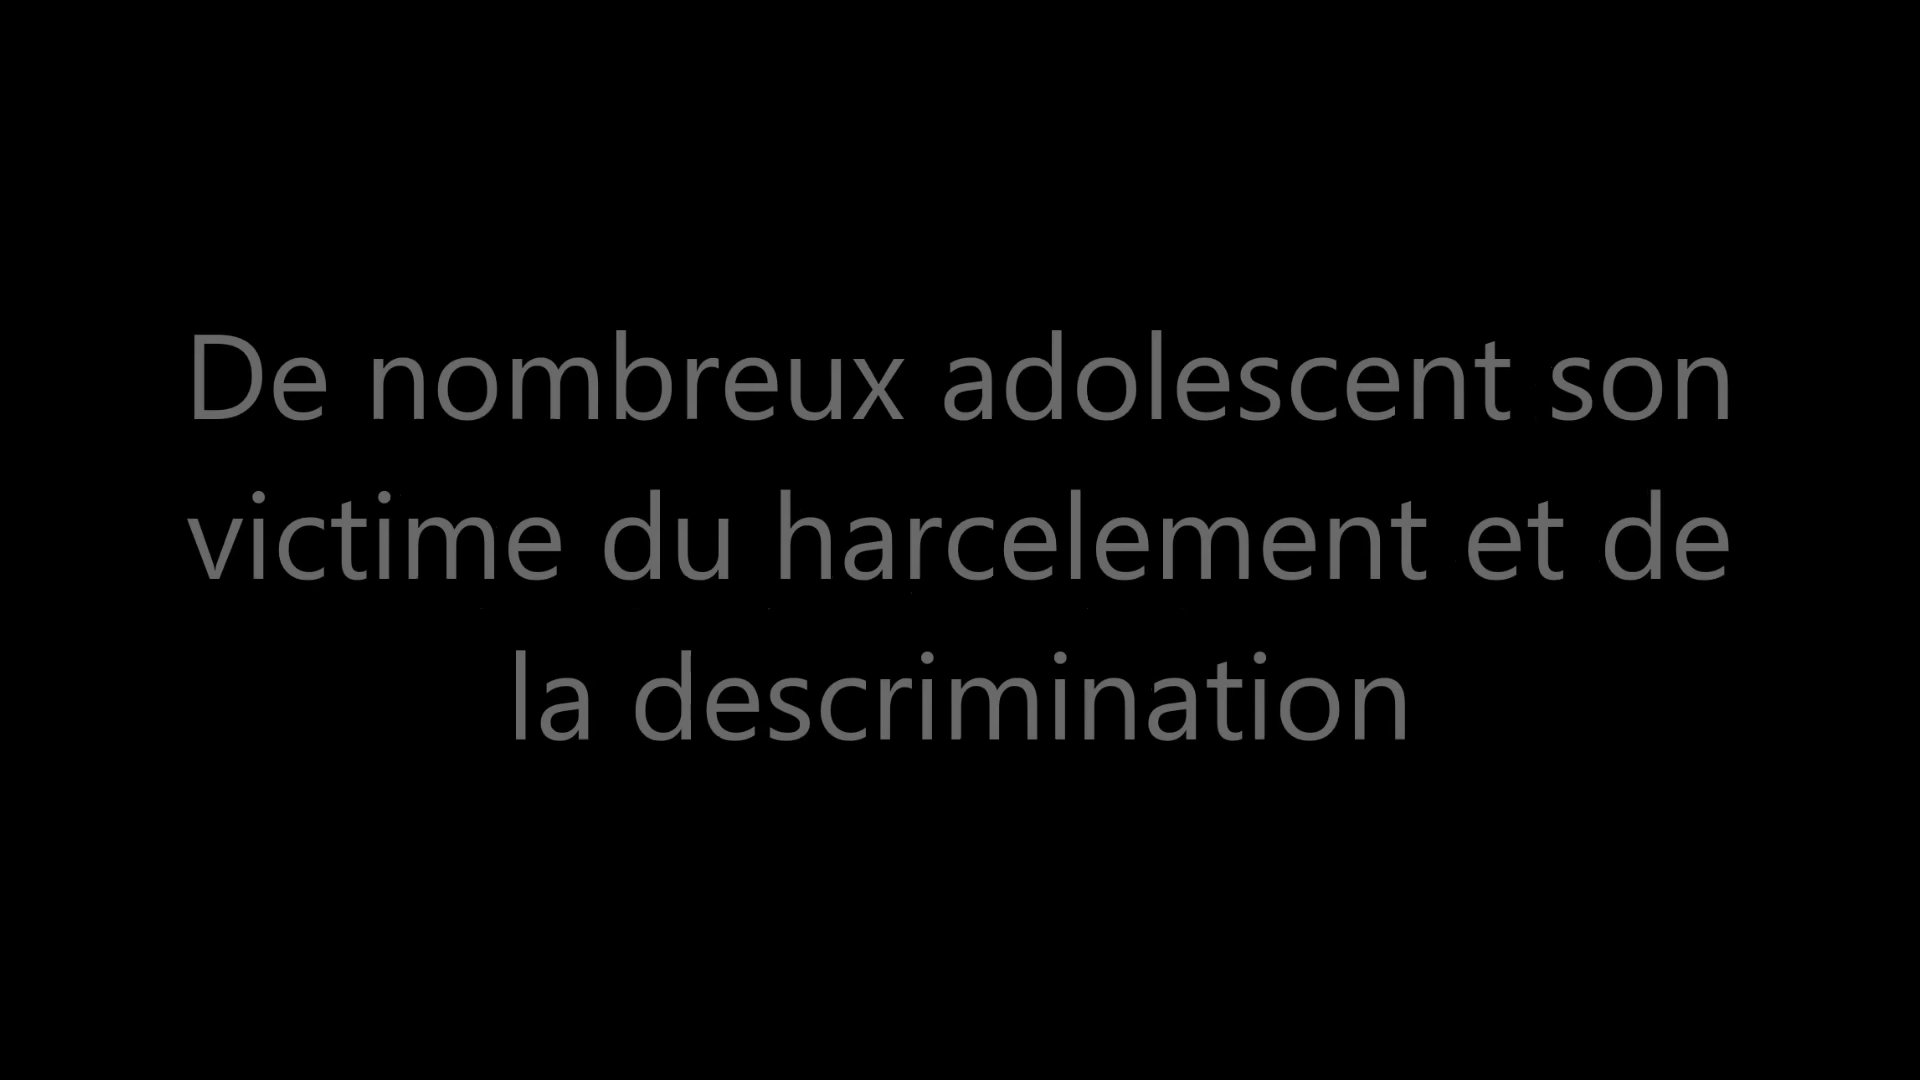 De nombreux adolescent son
victime du harcelement et de
la descrimination